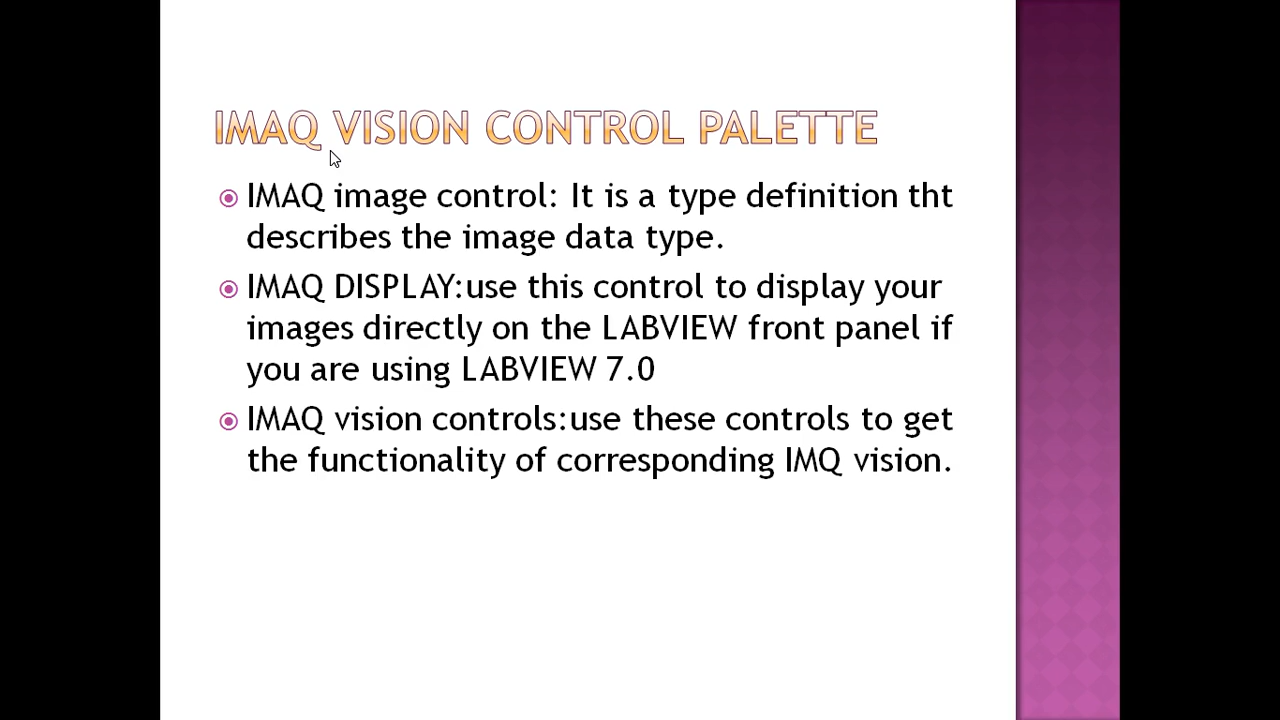 IMAQ VISION CONTROL PALETTE
IMAQ image control: It is a type definition tht
describes the image data type.
IMAQ DISPLAY:use this control to display your
images directly on the LABVIEW front panel if
you are using LABVIEW 7.0
IMAQ vision controls:use these controls to get
the functionality of corresponding IMQ vision.